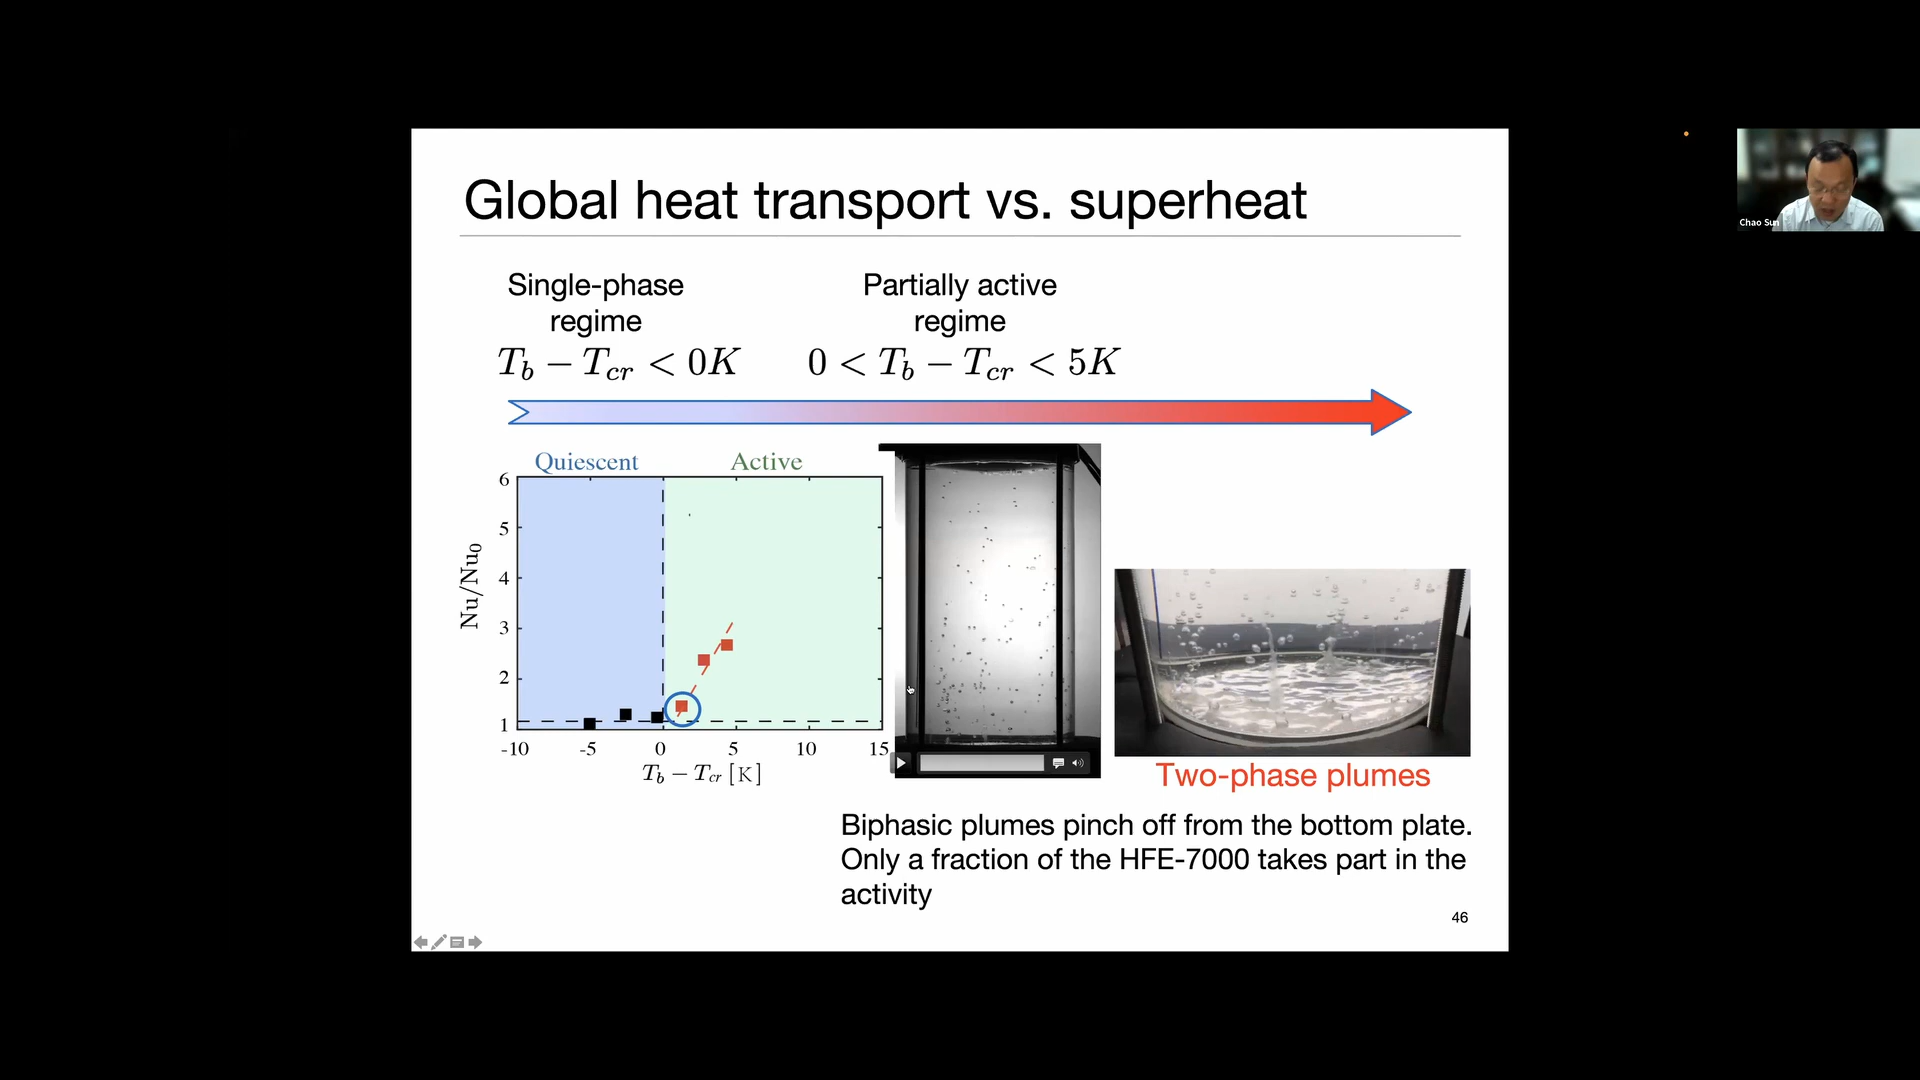 Global heat transport vs. superheat
Single-phase
regime
T_b − T_cr < 0K
Partially active
regime
0 < T_b − T_cr < 5K
Quiescent
Active
6
5
4
3
2
1
Nu/Nu₀
-10
-5
0
5
10
15
T_b − T_cr [K]
Two-phase plumes
Biphasic plumes pinch off from the bottom plate.
Only a fraction of the HFE-7000 takes part in the
activity
46
Chao Sun